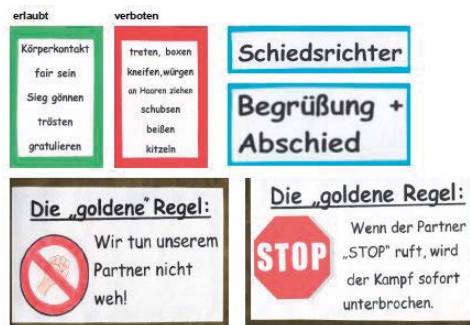 erlaubt
Körperkontakt
fair sein
Sieg gönnen
trösten
gratulieren
verboten
treten, boxen
kneifen,würgen
an Haaren ziehen
schubsen
beißen
kitzeln
Schiedsrichter
Begrüßung +
Abschied
Die „goldene" Regel:
Wir tun unserem
Partner nicht
weh!
Die „goldene Regel:
STOP
Wenn der Partner
„STOP" ruft, wird
der Kampf sofort
unterbrochen.